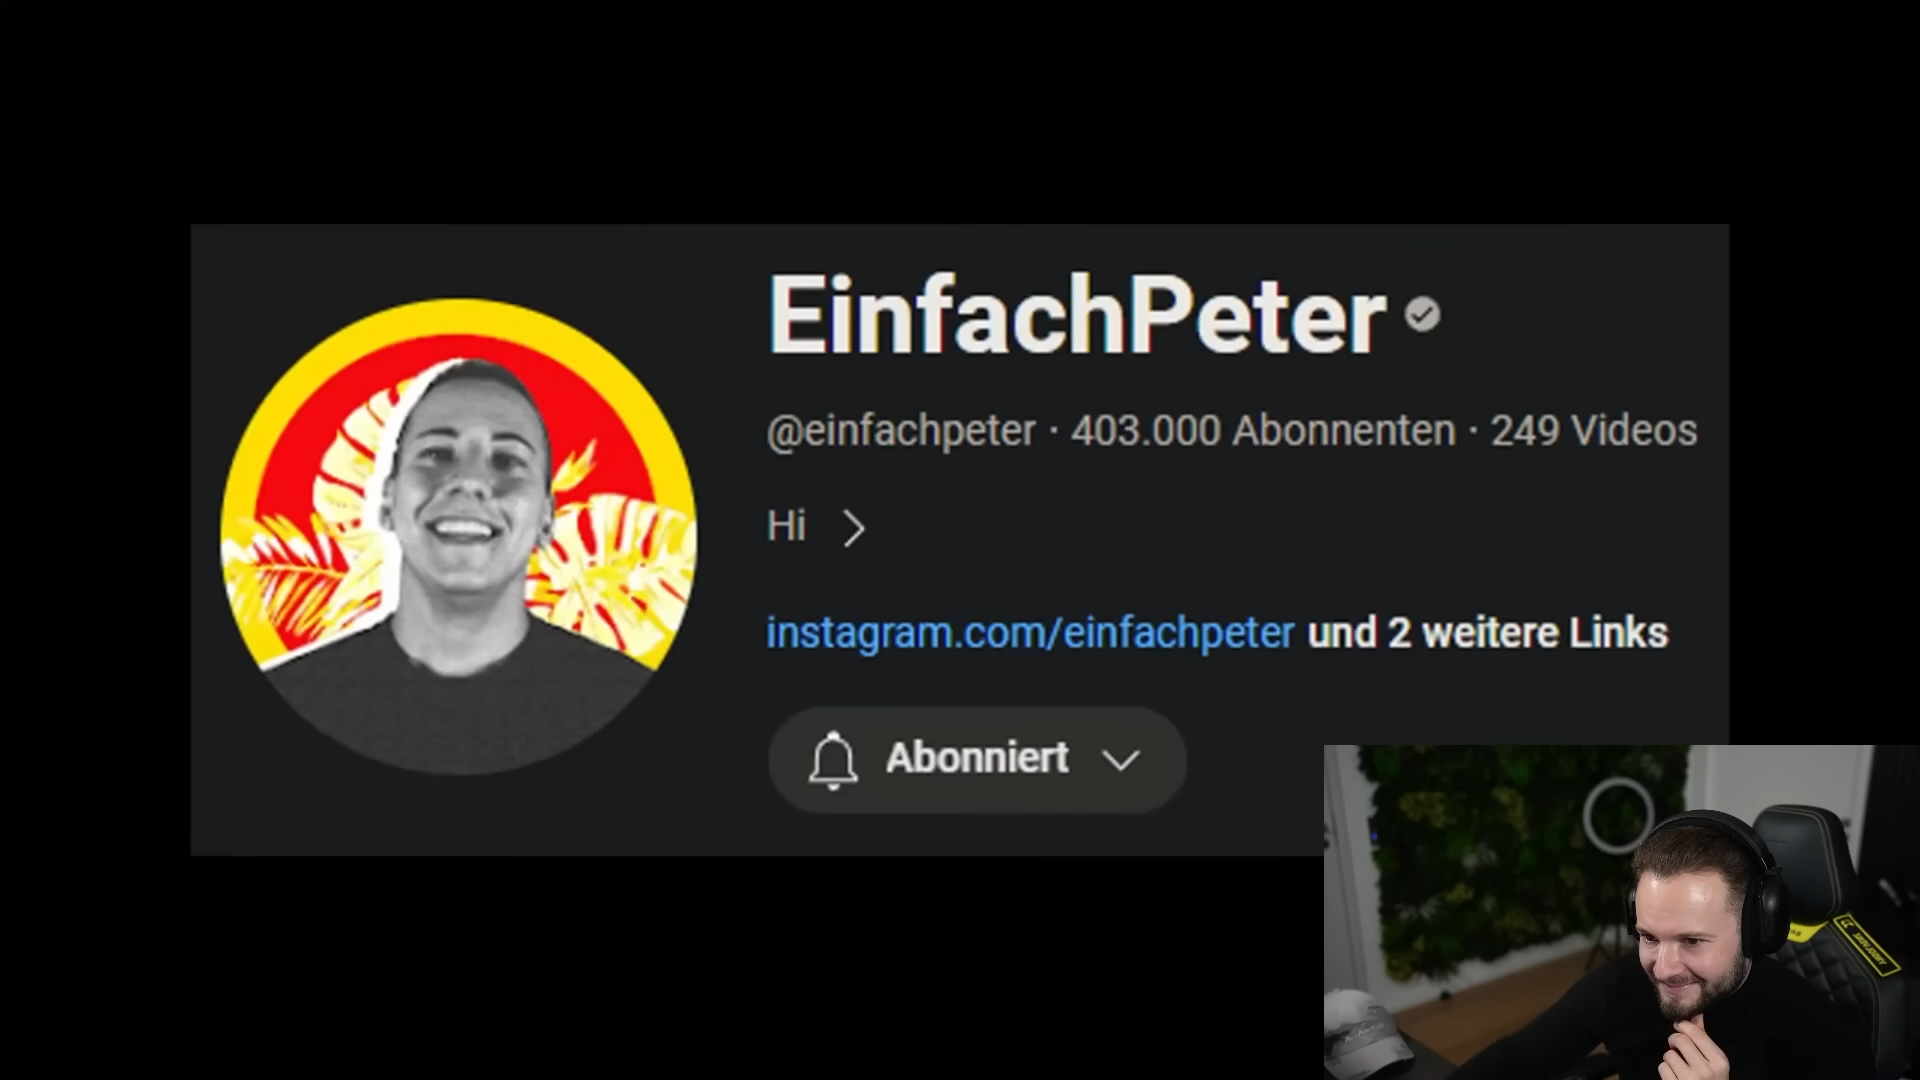 EinfachPeter
@einfachpeter · 403.000 Abonnenten · 249 Videos
Hi
instagram.com/einfachpeter und 2 weitere Links
Abonniert